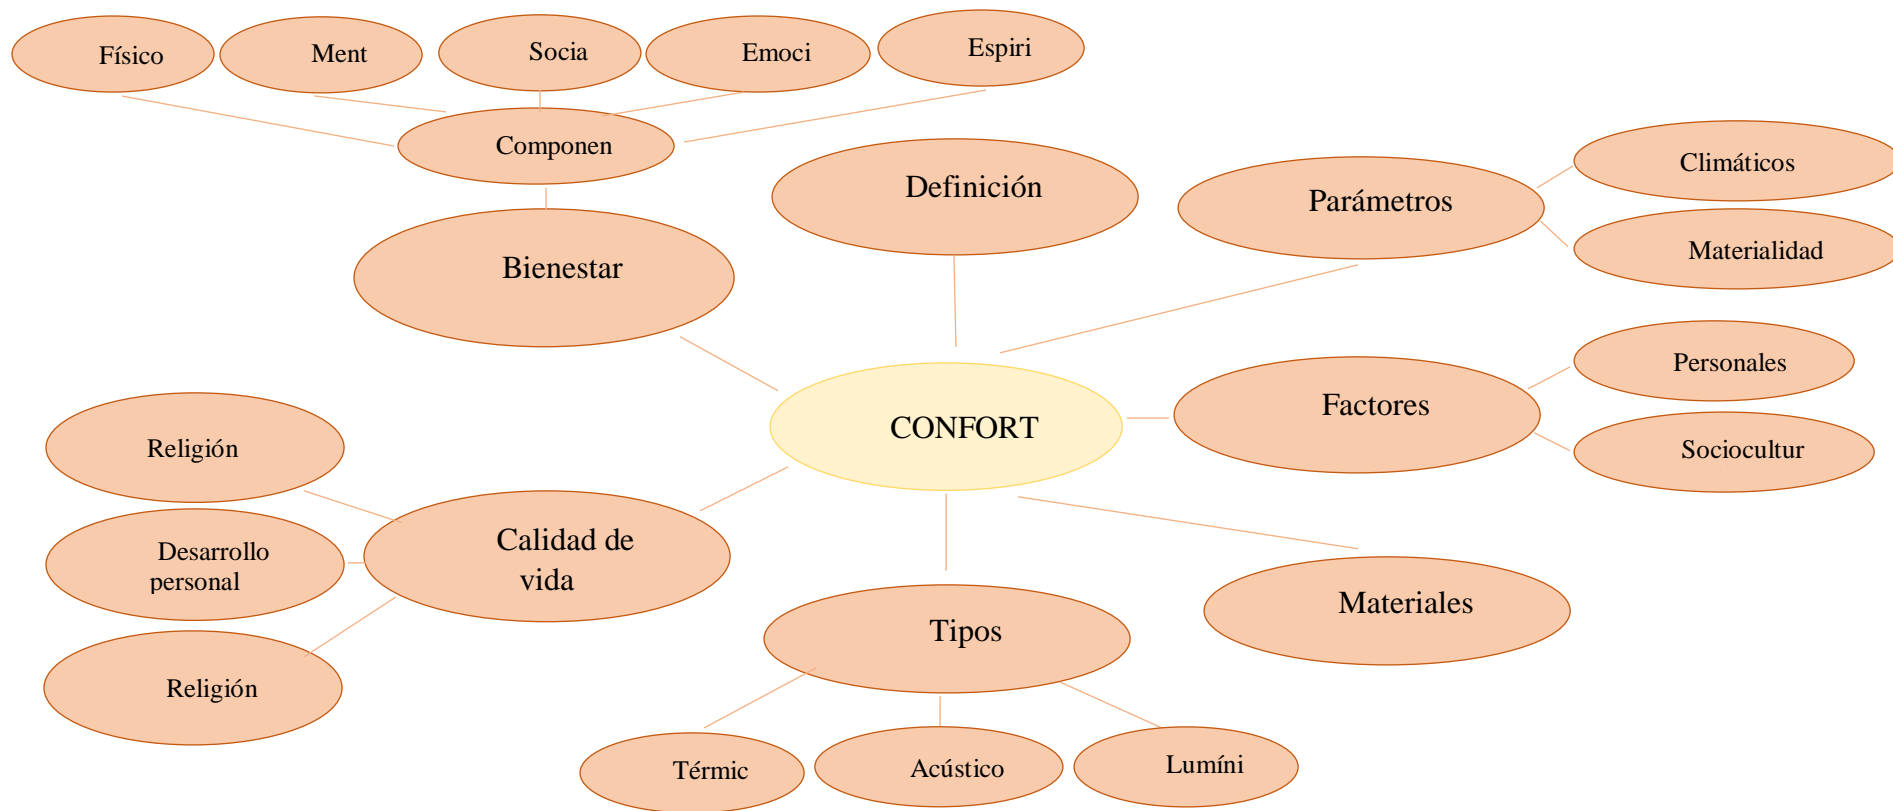 Físico
Ment
Socia
Emoci
Espiri
Componen
Definición
Climáticos
Parámetros
Materialidad
Bienestar
Personales
Factores
CONFORT
Sociocultur
Religión
Calidad de
vida
Desarrollo
personal
Religión
Materiales
Tipos
Térmic
Acústico
Lumíni